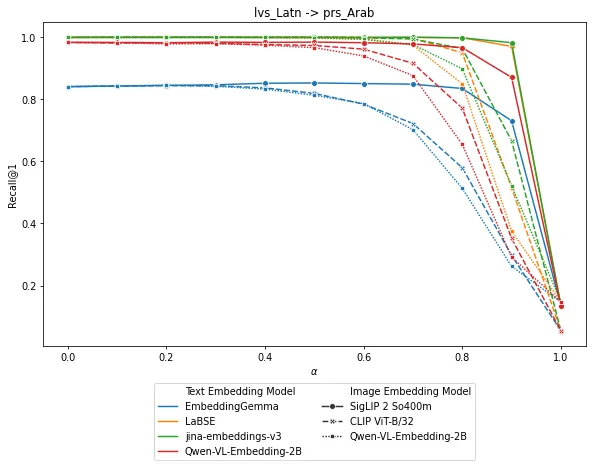 lvs_Latn -> prs_Arab
Recall@1
1.0
0.8
0.6
0.4
0.2
0.0 0.2 0.4 0.6 0.8 1.0
α
Text Embedding Model Image Embedding Model
EmbeddingGemma SigLIP 2 So400m
LaBSE CLIP ViT-B/32
jina-embeddings-v3 Qwen-VL-Embedding-2B
Qwen-VL-Embedding-2B